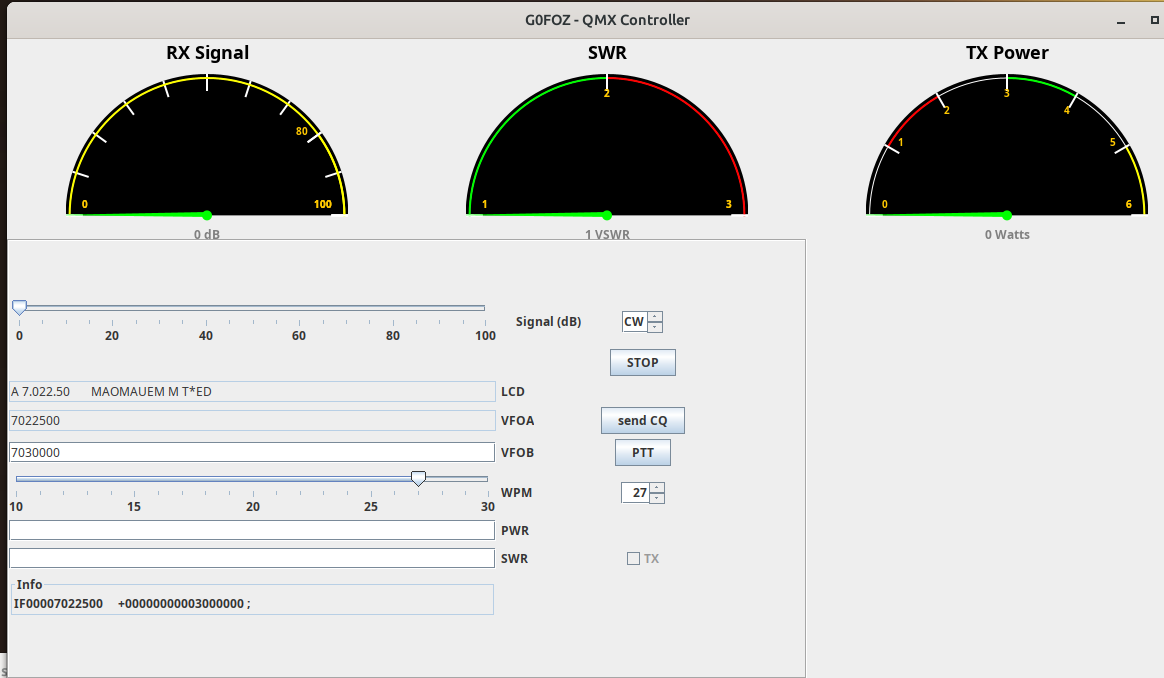 G0FOZ - QMX Controller
RX Signal
SWR
TX Power
80
0
100
2
1
3
0
1
2
3
4
5
6
0 dB
1 VSWR
0 Watts
0 20 40 60 80 100
Signal (dB)
CW
STOP
A 7.022.50 MAOMAUEM M T*ED
LCD
7022500
VFOA
send CQ
7030000
VFOB
PTT
10 15 20 25 30
WPM
27
PWR
SWR
TX
Info
IF00007022500 +00000000003000000 ;
s